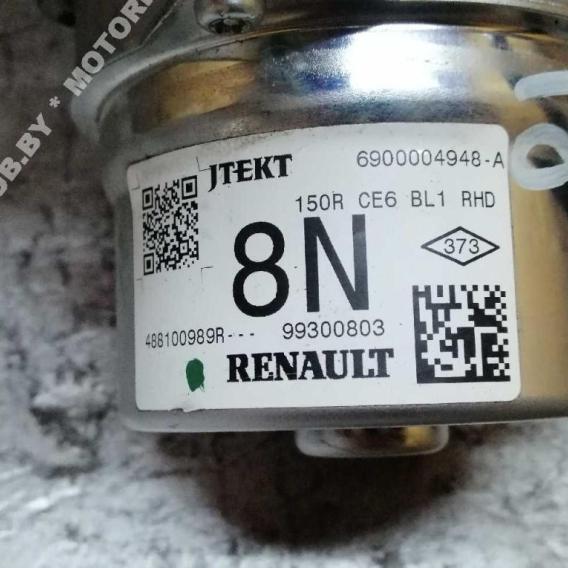 JTEKT 6900004948-A
150R CE6 BL1 RHD
8N
373
488100989R--- 99300803
RENAULT